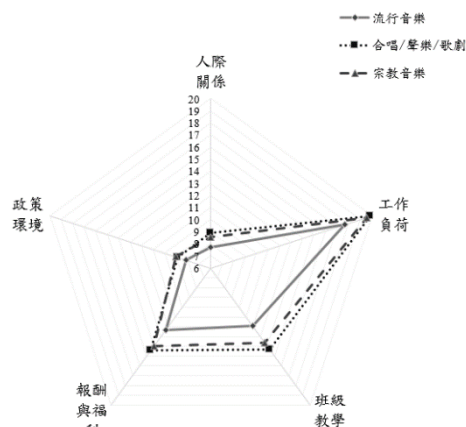 流行音樂
合唱/聲樂/歌劇
宗教音樂
人際
關係
20
19
18
17
16
15
14
13
12
11
10
9
8
7
6
工作
負荷
班級
教學
報酬
與福
政策
環境